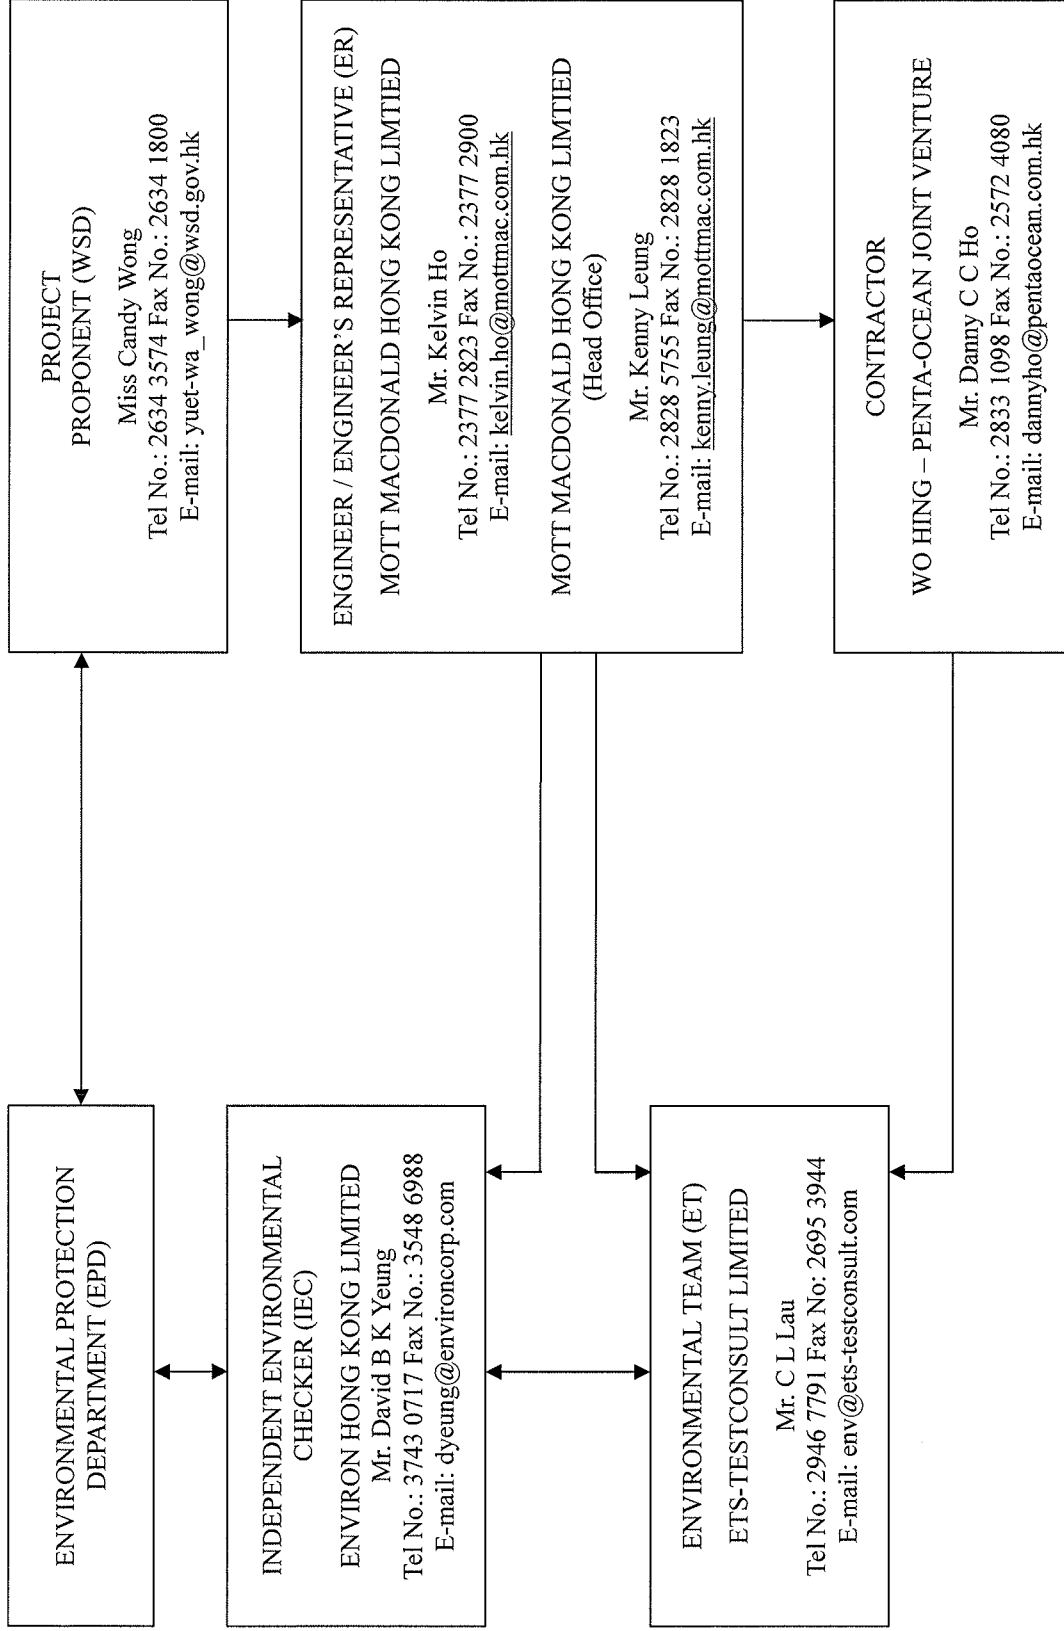 ENVIRONMENTAL PROTECTION
DEPARTMENT (EPD)
PROJECT
PROPONENT (WSD)
Miss Candy Wong
Tel No.: 2634 3574 Fax No.: 2634 1800
E-mail: yuet-wa_wong@wsd.gov.hk
INDEPENDENT ENVIRONMENTAL
CHECKER (IEC)
ENVIRON HONG KONG LIMITED
Mr. David B K Yeung
Tel No.: 3743 0717 Fax No.: 3548 6988
E-mail: dyeung@environcorp.com
ENGINEER / ENGINEER'S REPRESENTATIVE (ER)
MOTT MACDONALD HONG KONG LIMTIED
Mr. Kelvin Ho
Tel No.: 2377 2823 Fax No.: 2377 2900
E-mail: kelvin.ho@mottmac.com.hk
MOTT MACDONALD HONG KONG LIMTIED
(Head Office)
Mr. Kenny Leung
Tel No.: 2828 5755 Fax No.: 2828 1823
E-mail: kenny.leung@mottmac.com.hk
ENVIRONMENTAL TEAM (ET)
ETS-TESTCONSULT LIMITED
Mr. C L Lau
Tel No.: 2946 7791 Fax No: 2695 3944
E-mail: env@ets-testconsult.com
CONTRACTOR
WO HING – PENTA-OCEAN JOINT VENTURE
Mr. Danny C C Ho
Tel No.: 2833 1098 Fax No.: 2572 4080
E-mail: dannyho@pentaocean.com.hk